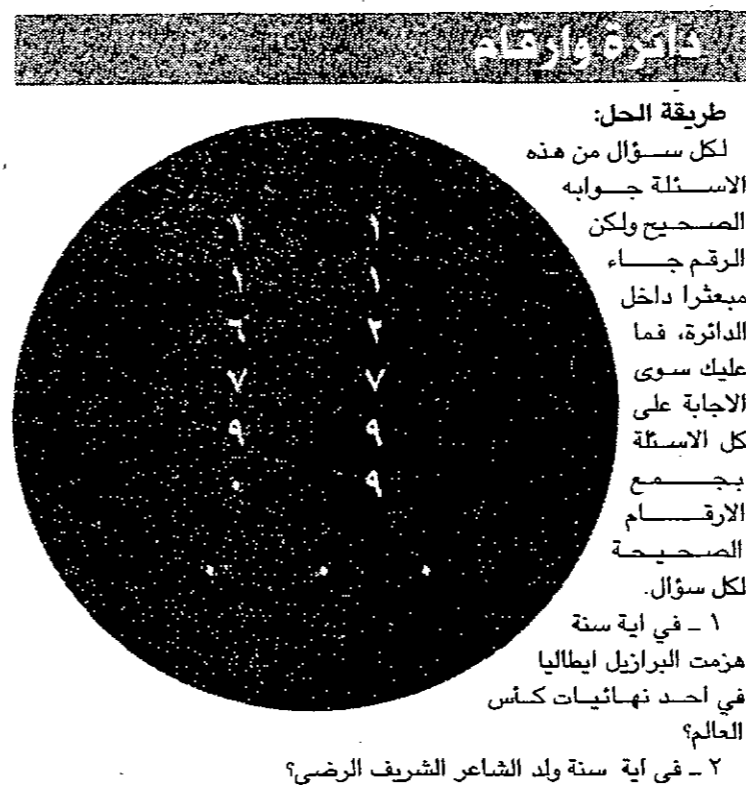 دائرة وارقام
طريقة الحل:
لكل سؤال من هذه
الاسئلة جوابه
الصحيح ولكن
الرقم جاء
مبعثرا داخل
الدائرة، فما
عليك سوى
الاجابة على
كل الاسئلة
بجمع
الارقام
الصحيحة
لكل سؤال.
١ ـ في اية سنة
هزمت البرازيل ايطاليا
في احد نهائيات كأس
العالم؟
٢ ـ في اية سنة ولد الشاعر الشريف الرضي؟
١ ١
١ ١
٢
٧ ٧
٩ ٩
٠ ٩
٠ ٠ ٠